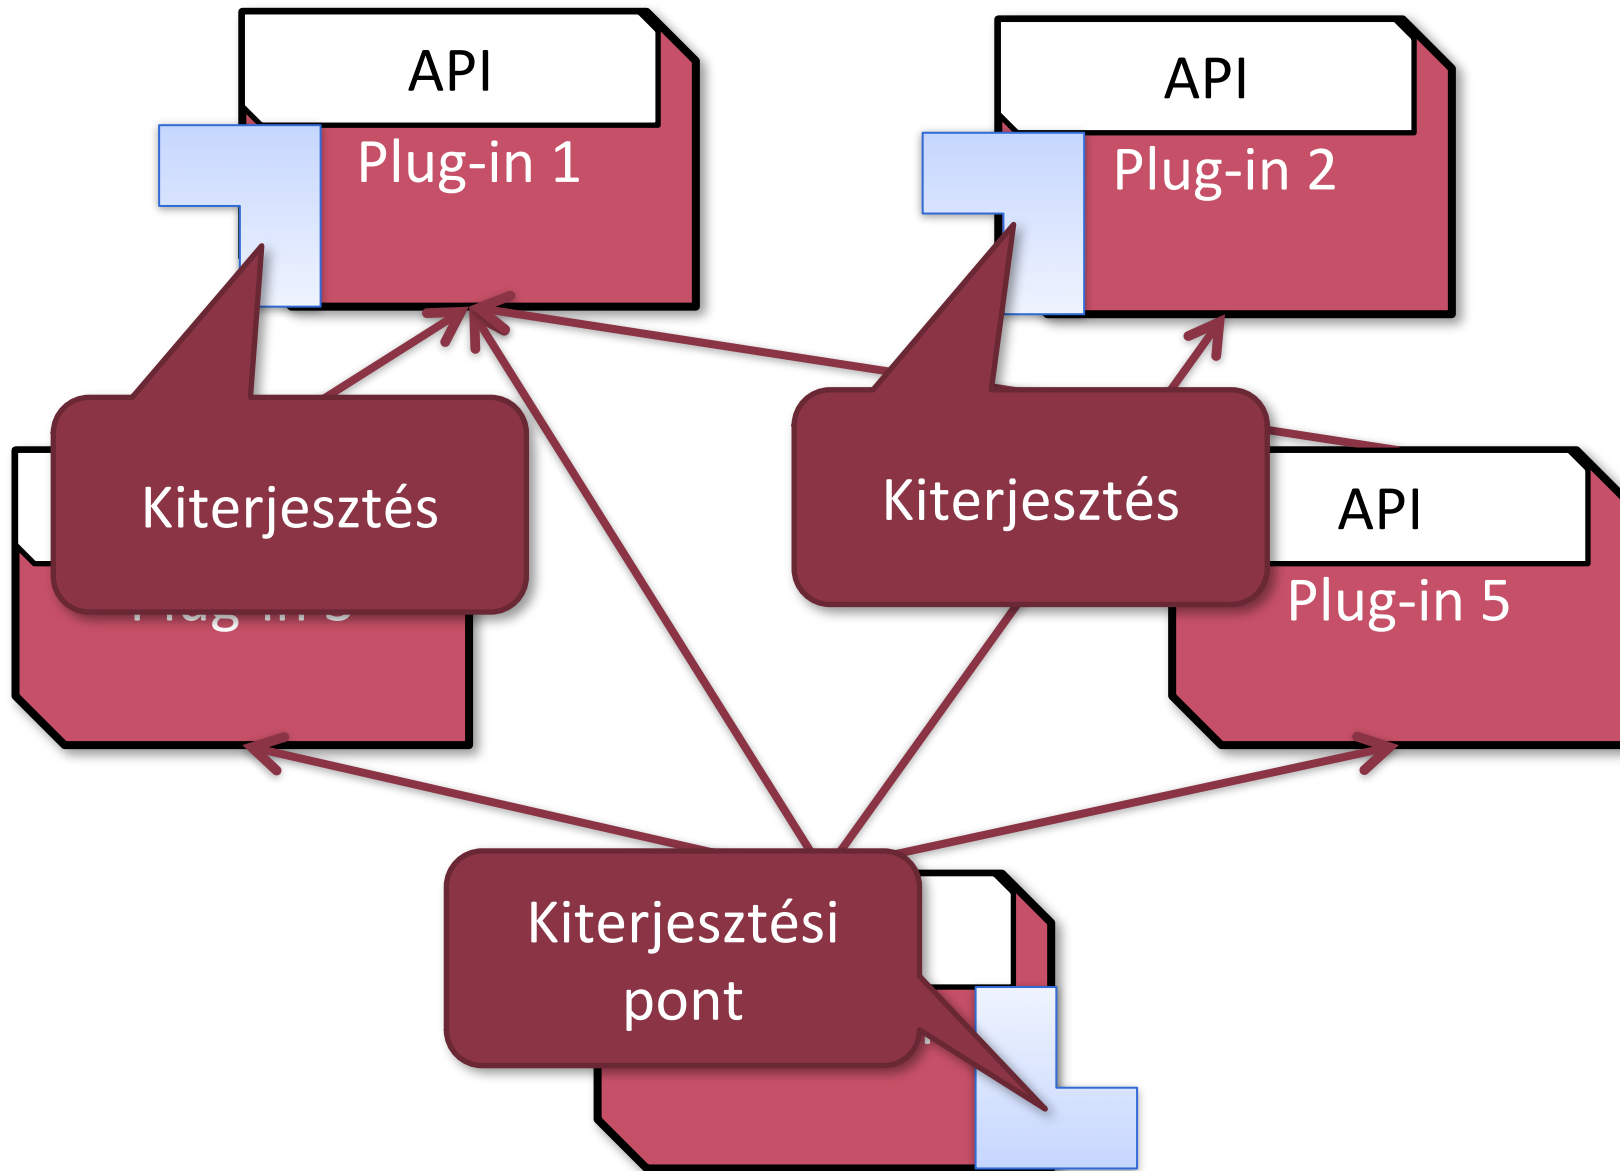 API
Plug-in 1
API
Plug-in 2
Kiterjesztés
Kiterjesztés
API
Plug-in 5
Kiterjesztési
pont